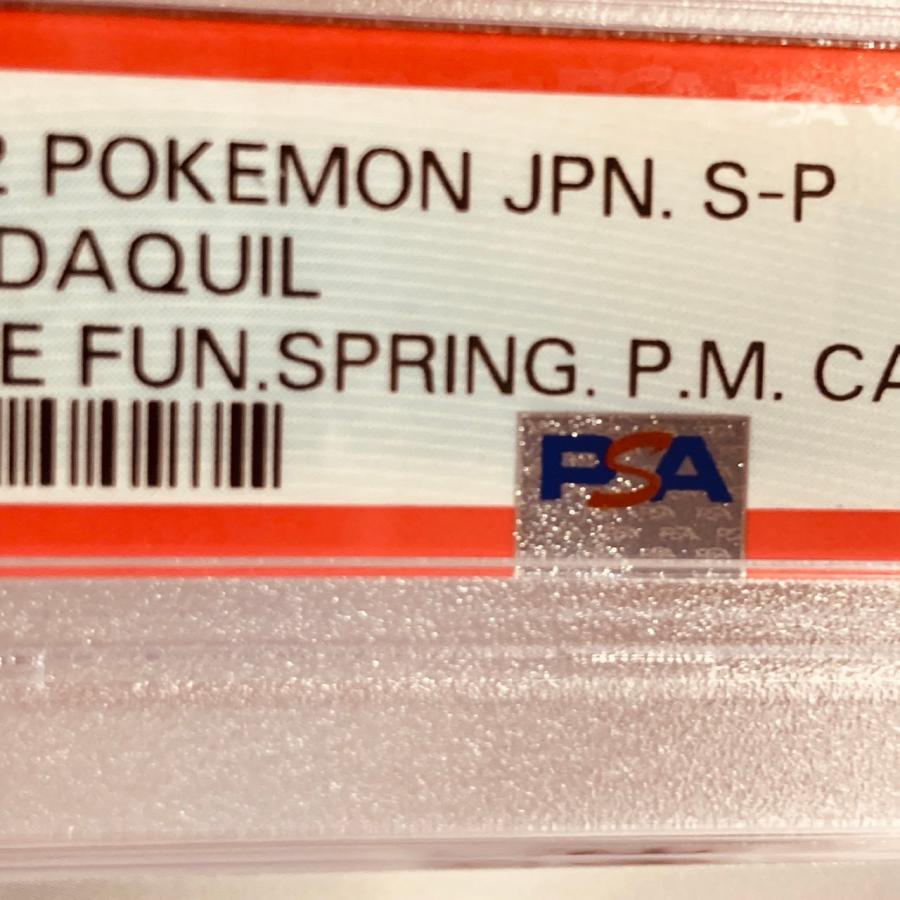 2 POKEMON JPN. S-P
DAQUIL
E FUN.SPRING. P.M. CA
PSA